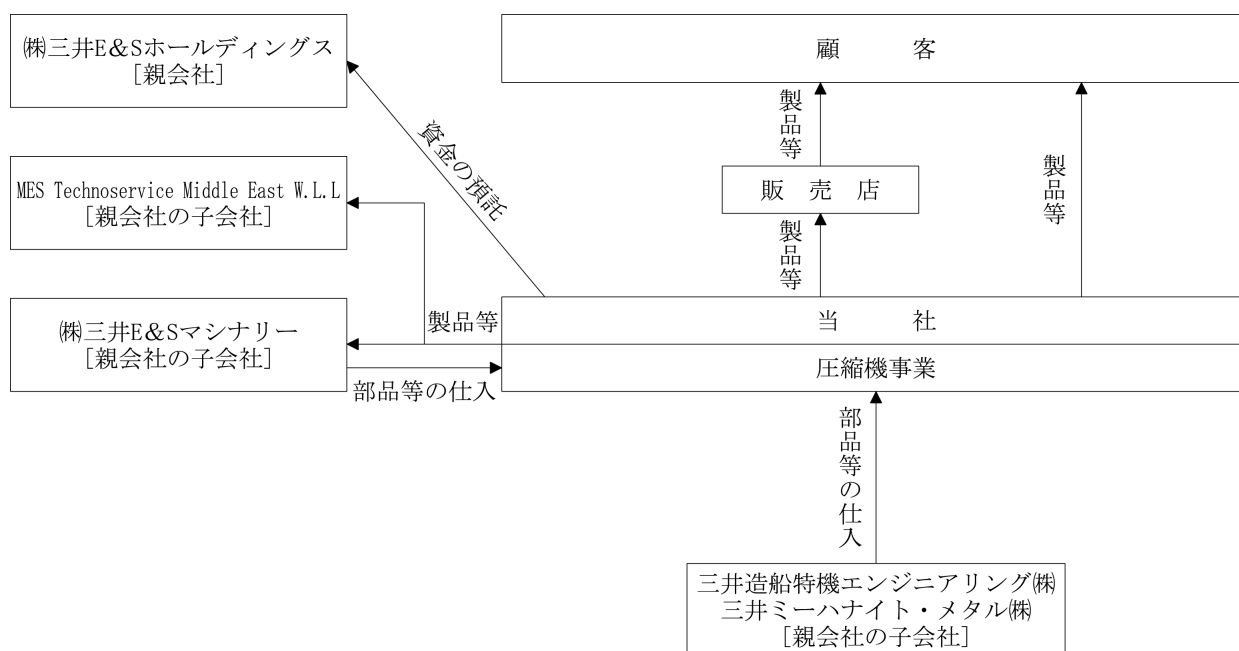 ㈱三井E&Sホールディングス
[親会社]
顧　　客
製品等
資金の預託
MES Technoservice Middle East W.L.L
[親会社の子会社]
販　売　店
製品等
製品等
㈱三井E&Sマシナリー
[親会社の子会社]
製品等
部品等の仕入
当　　社
圧縮機事業
部品等の仕入
三井造船特機エンジニアリング㈱
三井ミーハナイト・メタル㈱
[親会社の子会社]